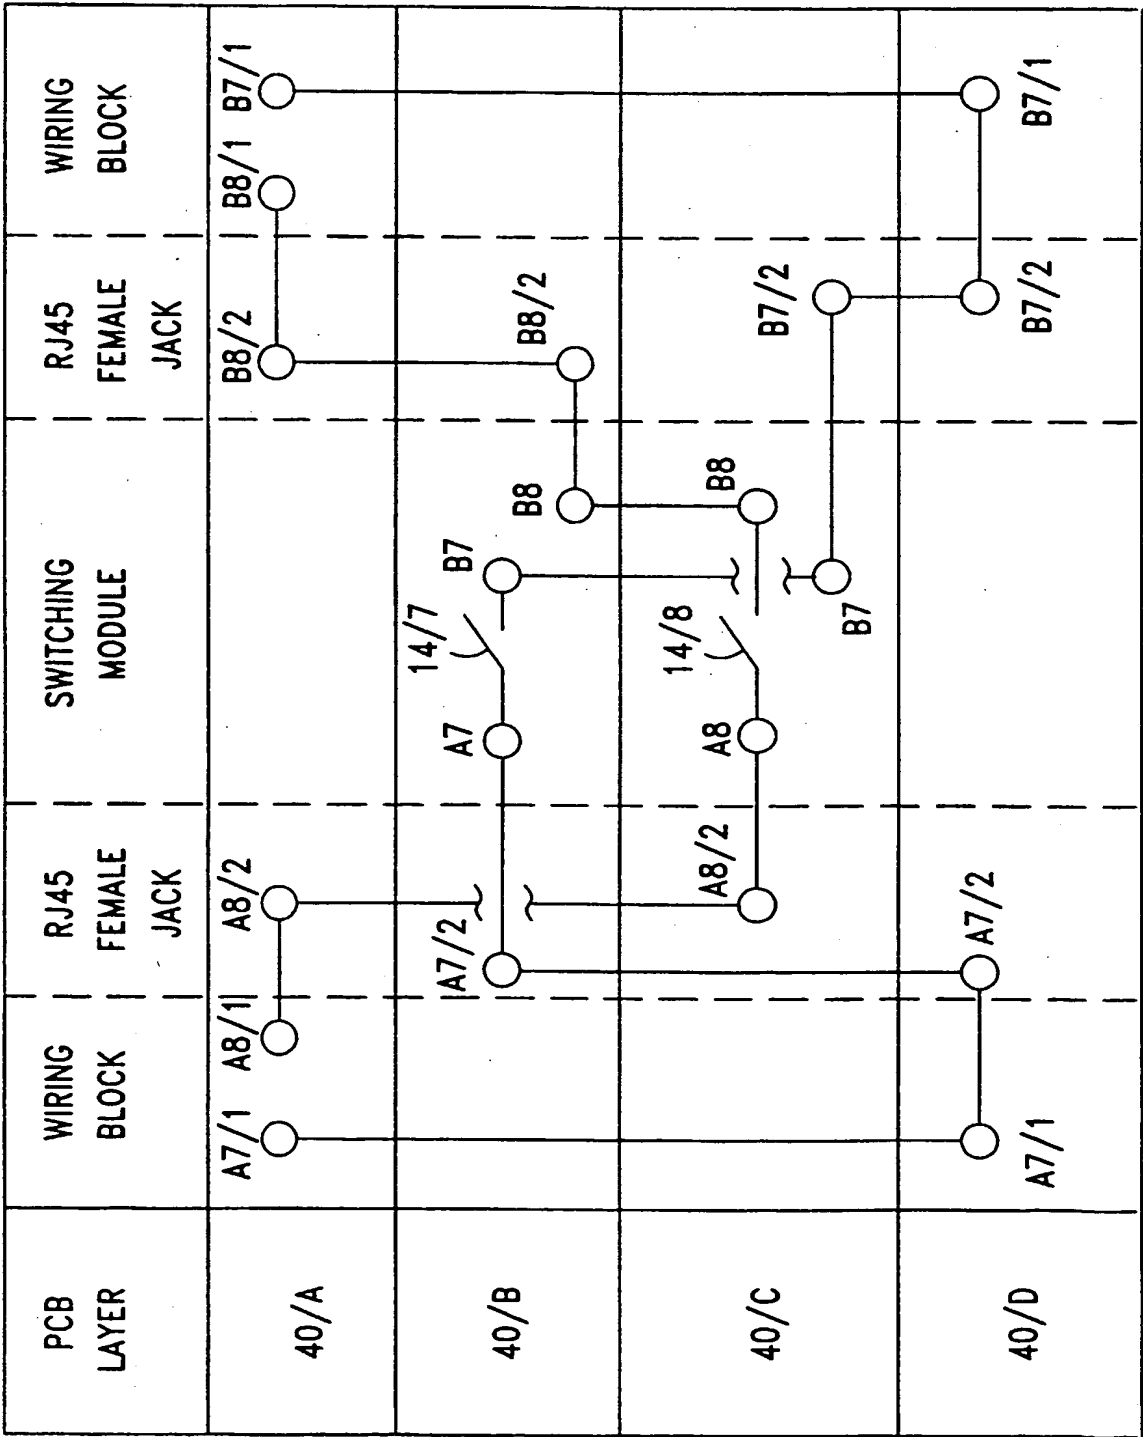 PCB
LAYER
WIRING
BLOCK
RJ45
FEMALE
JACK
SWITCHING
MODULE
RJ45
FEMALE
JACK
WIRING
BLOCK
40/A
A7/1
A8/1
A8/2
B8/2
B8/1
B7/1
40/B
A7/2
A7
14/7
B7
B8
B8/2
40/C
A8/2
A8
14/8
B8
B7
B7/2
40/D
A7/1
A7/2
B7/2
B7/1